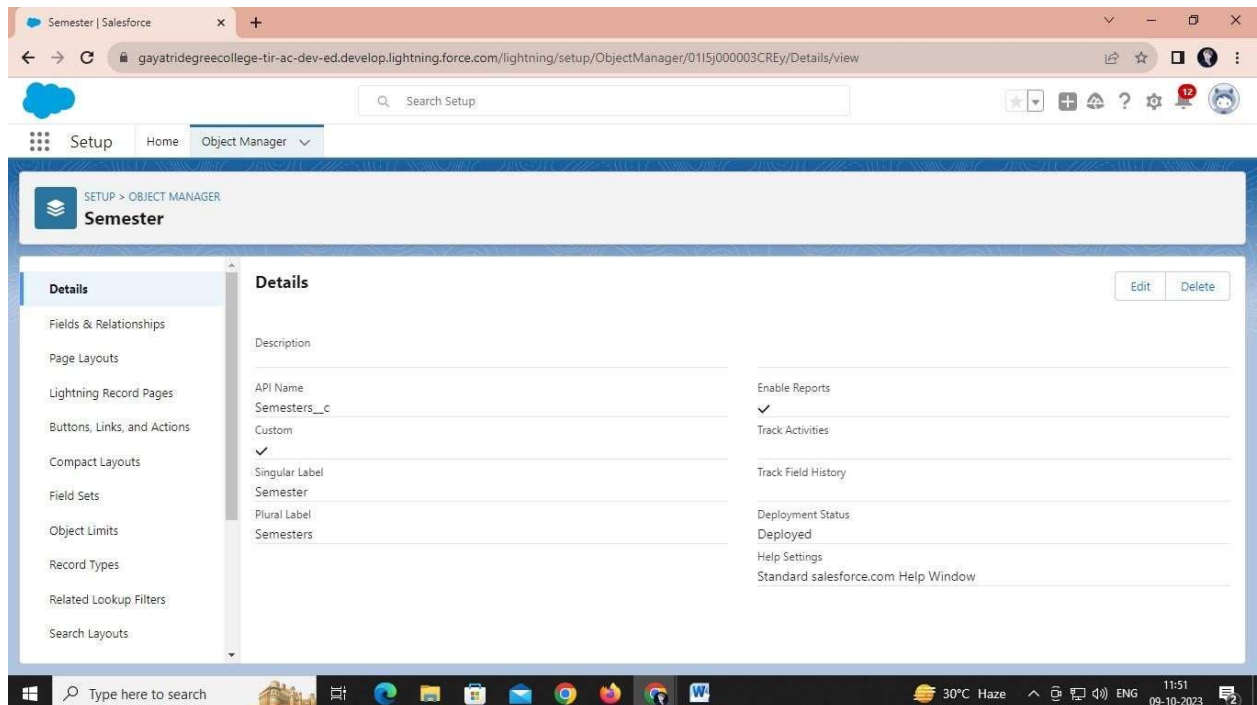 Semester | Salesforce
gayatridegreecollege-tir-ac-dev-ed.develop.lightning.force.com/lightning/setup/ObjectManager/01I5j000003CREy/Details/view
Search Setup
12
Setup
Home
Object Manager
SETUP > OBJECT MANAGER
Semester
Details
Fields & Relationships
Page Layouts
Lightning Record Pages
Buttons, Links, and Actions
Compact Layouts
Field Sets
Object Limits
Record Types
Related Lookup Filters
Search Layouts
Details
Edit
Delete
Description
API Name
Semesters__c
Custom
Singular Label
Semester
Plural Label
Semesters
Enable Reports
Track Activities
Track Field History
Deployment Status
Deployed
Help Settings
Standard salesforce.com Help Window
Type here to search
30°C Haze
ENG
11:51
09-10-2023
2